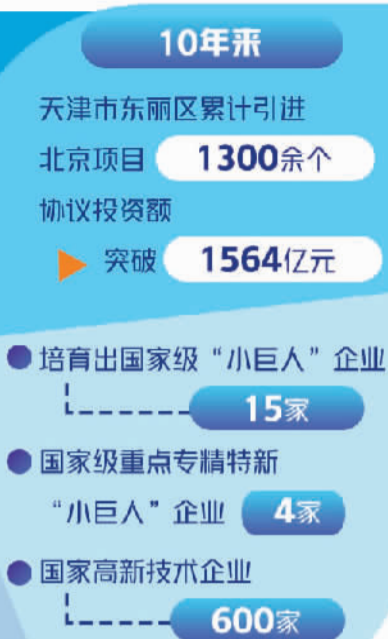 10年来
天津市东丽区累计引进
北京项目 1300余个
协议投资额
突破 1564亿元
培育出国家级“小巨人”企业
15家
国家级重点专精特新
“小巨人”企业 4家
国家高新技术企业
600家